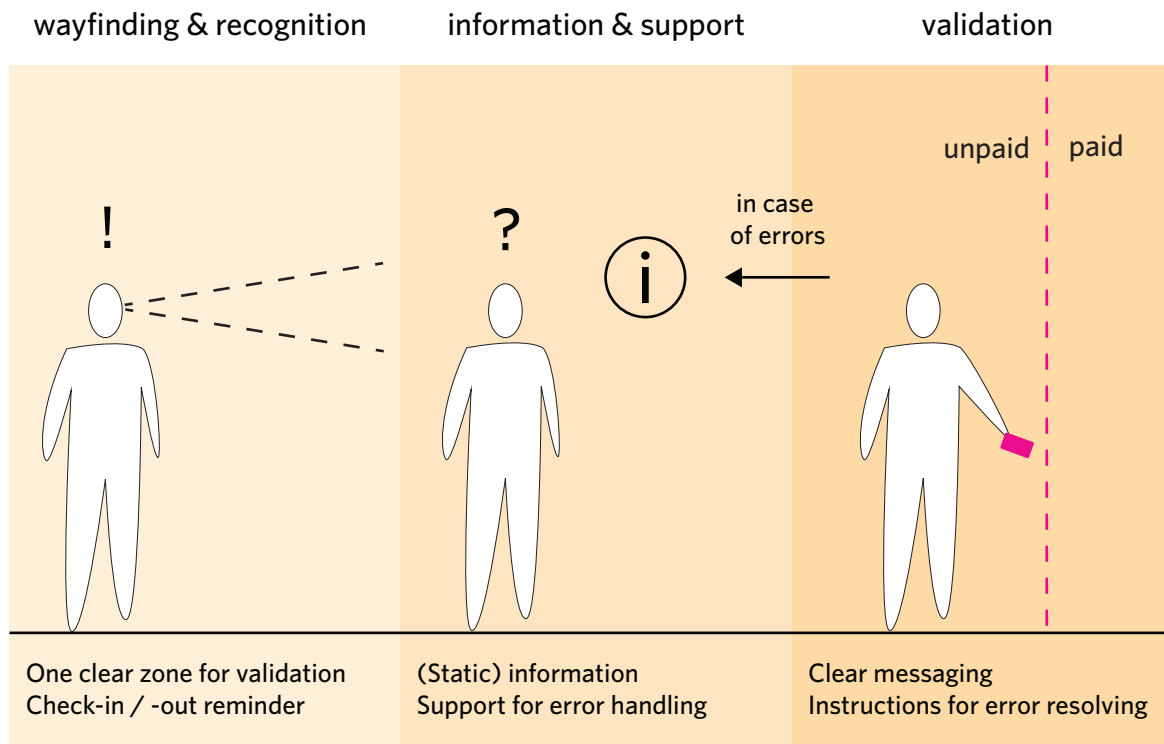 wayfinding & recognition
information & support
validation
unpaid
paid
!
?
i
in case
of errors
One clear zone for validation
Check-in / -out reminder
(Static) information
Support for error handling
Clear messaging
Instructions for error resolving